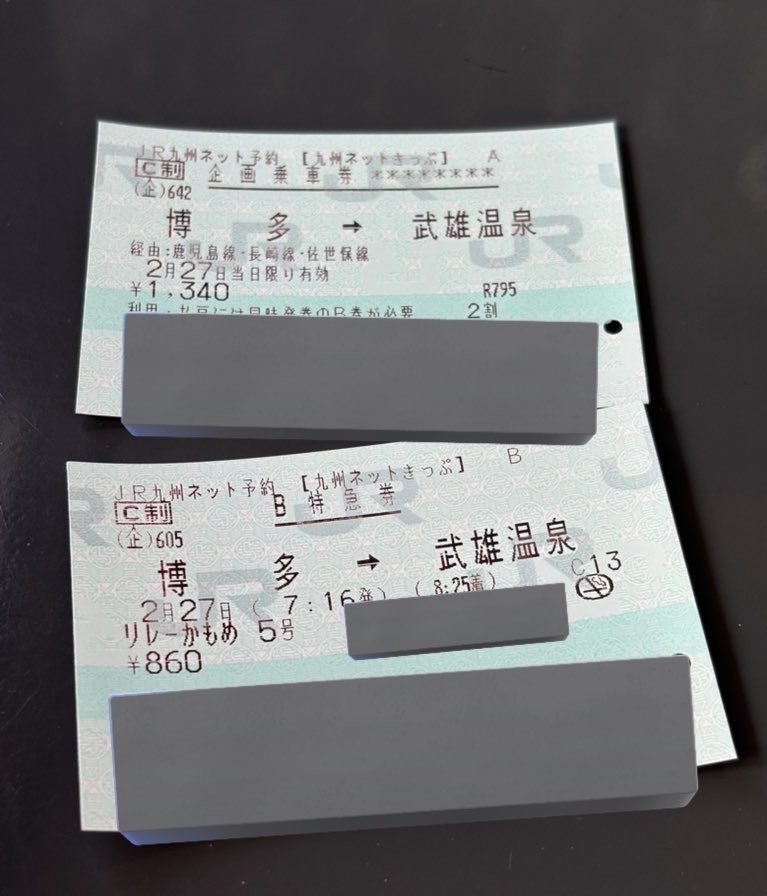 JR九州ネット予約 [九州ネットきっぷ] A
C制 企画乗車券 ********
(企)642
博多 → 武雄温泉
経由:鹿児島線・長崎線・佐世保線
2月27日当日限り有効
¥1,340 R795
2割
JR九州ネット予約 [九州ネットきっぷ] B
C制 B特急券
(企)605
博多 → 武雄温泉
C13
2月27日 (7:16発) (8:25着)
リレーかもめ 5号
¥860